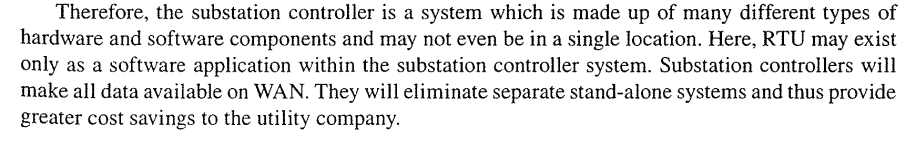 Therefore, the substation controller is a system which is made up of many different types of
hardware and software components and may not even be in a single location. Here, RTU may exist
only as a software application within the substation controller system. Substation controllers will
make all data available on WAN. They will eliminate separate stand-alone systems and thus provide
greater cost savings to the utility company.